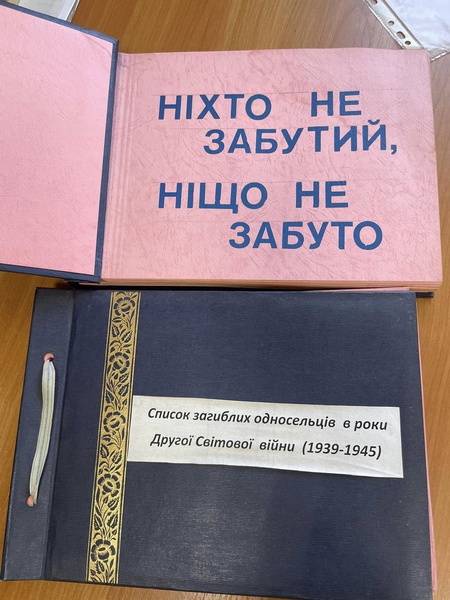 НІХТО НЕ
ЗАБУТИЙ,
НІЩО НЕ
ЗАБУТО
Список загиблих односельців в роки
Другої Світової війни (1939-1945)